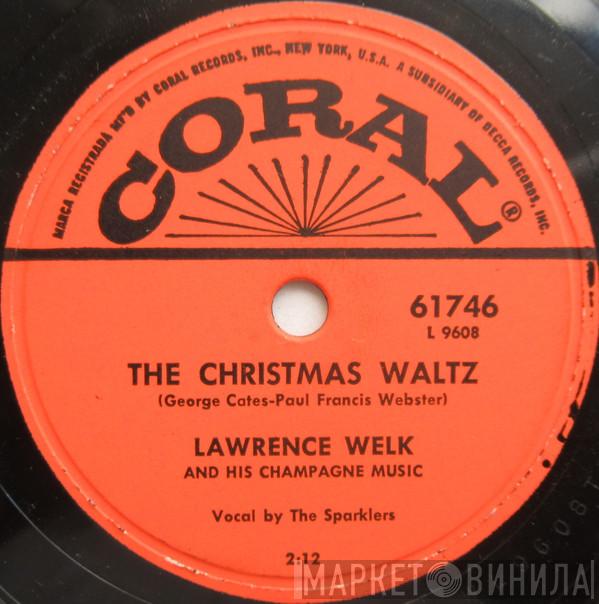 MARCA REGISTRADA MF'D BY CORAL RECORDS, INC., NEW YORK, U.S.A. A SUBSIDIARY OF DECCA RECORDS, INC.
CORAL®
61746
L 9608
THE CHRISTMAS WALTZ
(George Cates-Paul Francis Webster)
LAWRENCE WELK
AND HIS CHAMPAGNE MUSIC
Vocal by The Sparklers
2:12
МАРКЕТ ВИНИЛА